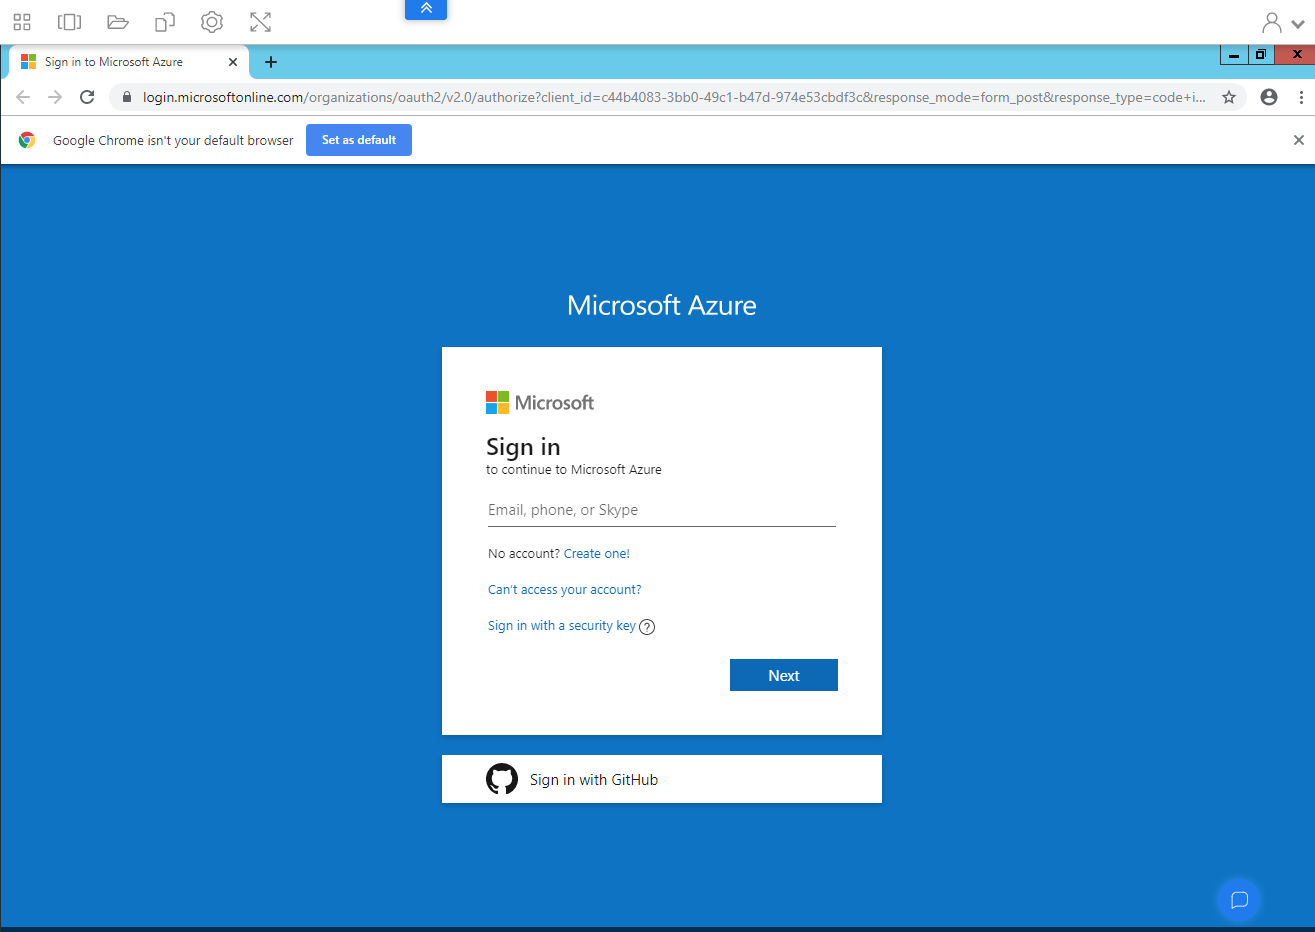 Sign in to Microsoft Azure
login.microsoftonline.com/organizations/oauth2/v2.0/authorize?client_id=c44b4083-3bb0-49c1-b47d-974e53cbdf3c&response_mode=form_post&response_type=code+i...
Google Chrome isn't your default browser
Set as default
Microsoft Azure
Microsoft
Sign in
to continue to Microsoft Azure
Email, phone, or Skype
No account? Create one!
Can't access your account?
Sign in with a security key
Next
Sign in with GitHub